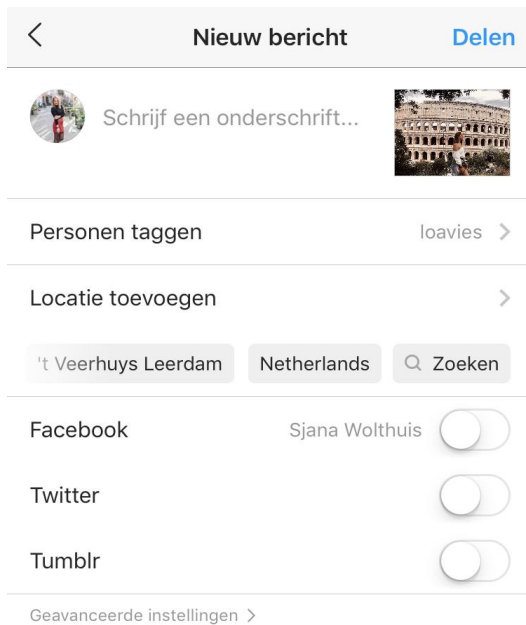 Nieuw bericht Delen
Schrijf een onderschrift...
Personen taggen loavies
Locatie toevoegen
't Veerhuys Leerdam Netherlands Zoeken
Facebook Sjana Wolthuis
Twitter
Tumblr
Geavanceerde instellingen